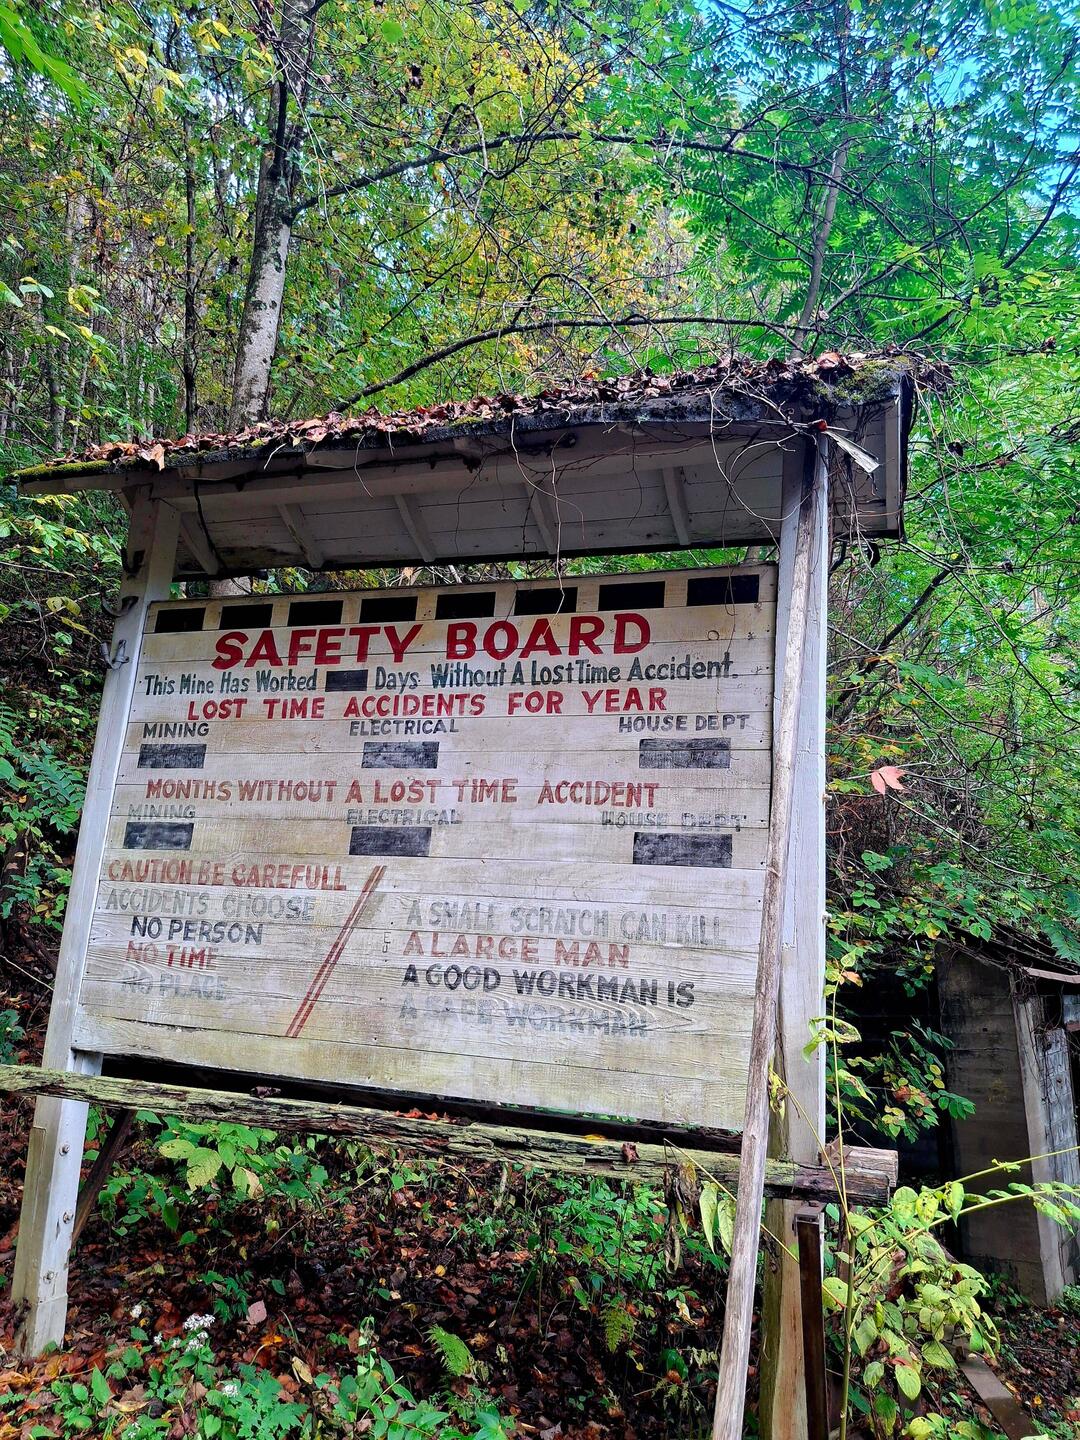 SAFETY BOARD
This Mine Has Worked Days Without A Lost Time Accident.
LOST TIME ACCIDENTS FOR YEAR
MINING ELECTRICAL HOUSE DEPT
MONTHS WITHOUT A LOST TIME ACCIDENT
MINING ELECTRICAL HOUSE DEPT
CAUTION BE CAREFULL
ACCIDENTS CHOOSE
NO PERSON
NO TIME
NO PLACE
A SMALL SCRATCH CAN KILL
A LARGE MAN
A GOOD WORKMAN IS
A SAFE WORKMAN